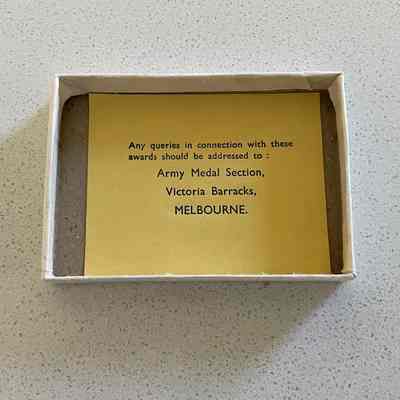 Any queries in connection with these
awards should be addressed to :
Army Medal Section,
Victoria Barracks,
MELBOURNE.